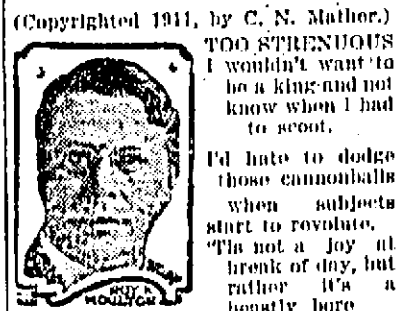 (Copyrighted 1911, by C. N. Mather.)
TOO STRENUOUS
I wouldn't want to
be a king and not
know when I had
to scoot.
I'd hate to dodge
those cannonballs
when subjects
start to revolute.
'Tis not a joy at
break of day, but
rather it's a
beastly bore
ROY K
MOULTON